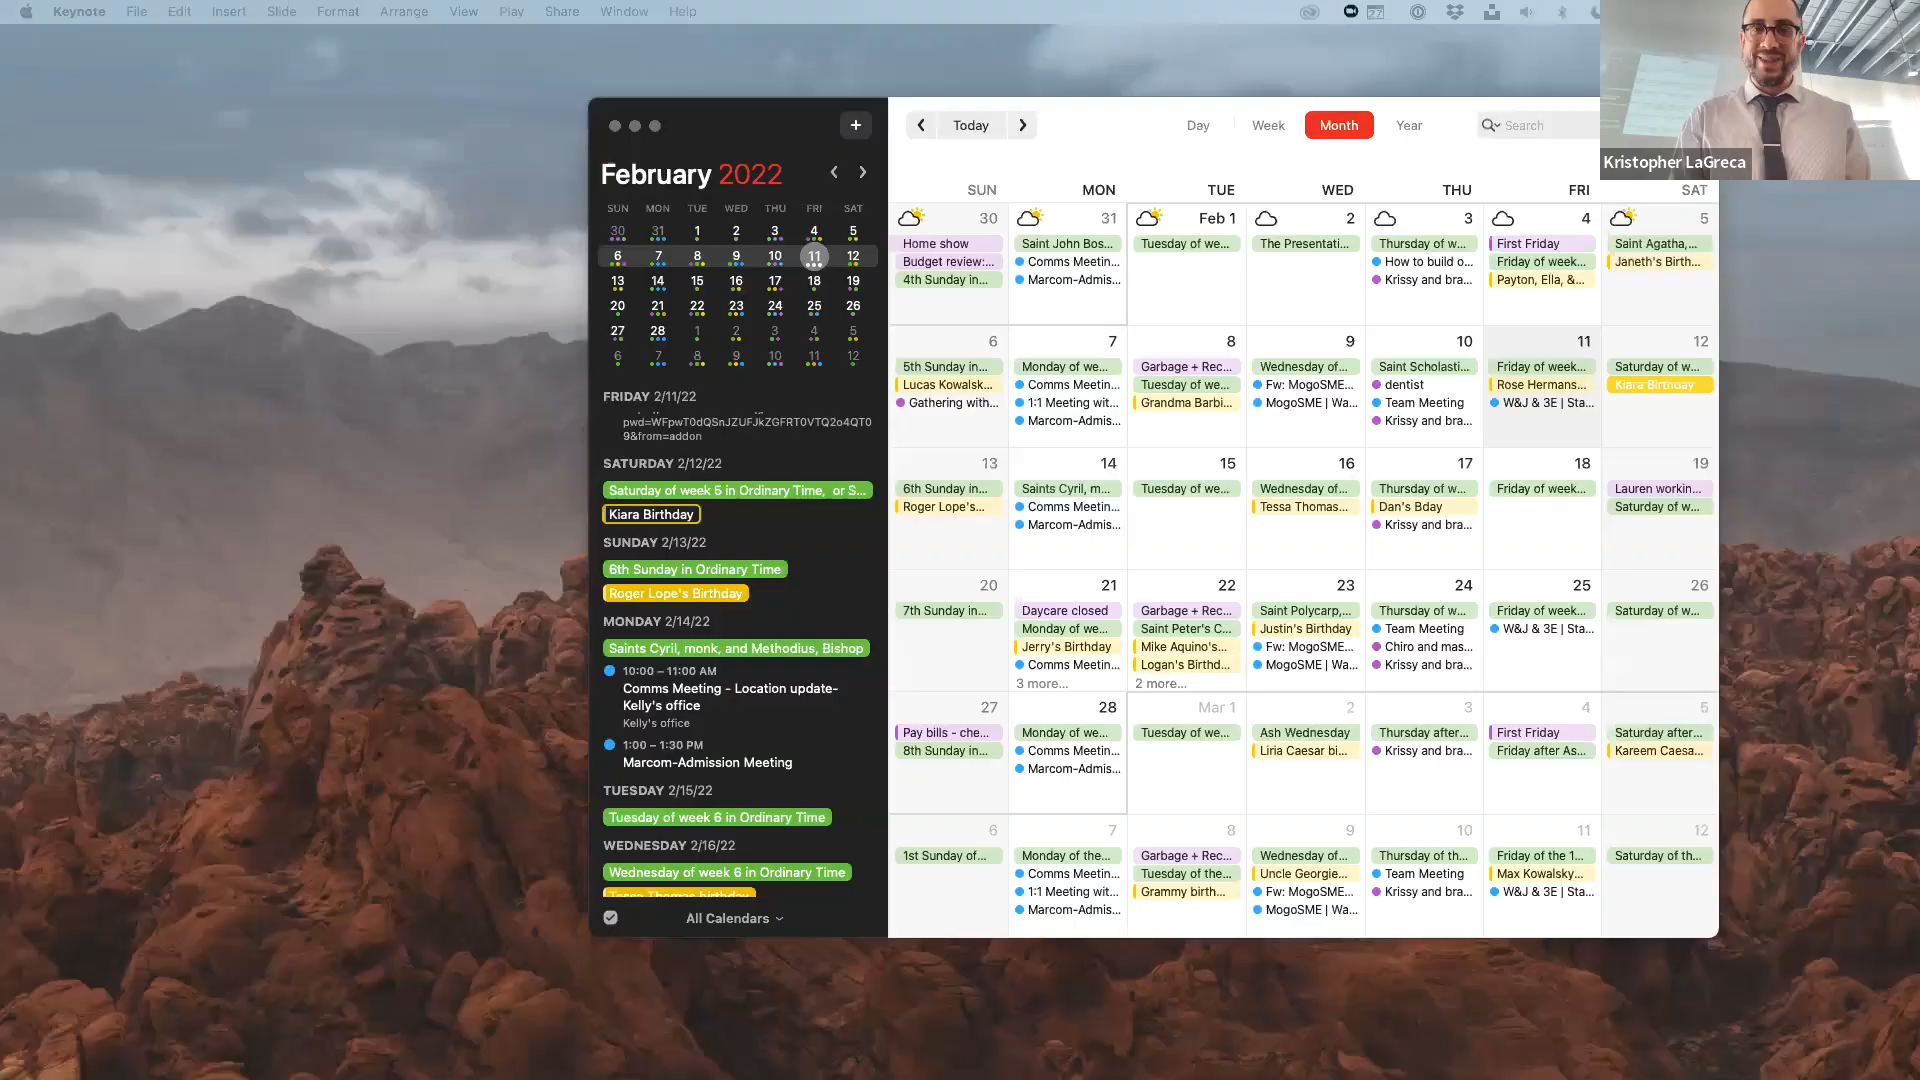 Keynote File Edit Insert Slide Format Arrange View Play Share Window Help
27
Kristopher LaGreca
February 2022
SUN MON TUE WED THU FRI SAT
30 31 1 2 3 4 5
6 7 8 9 10 11 12
13 14 15 16 17 18 19
20 21 22 23 24 25 26
27 28 1 2 3 4 5
6 7 8 9 10 11 12
FRIDAY 2/11/22
pwd=WFpwT0dQSnJZUFJkZGFRT0VTQ2o4QT0
9&from=addon
SATURDAY 2/12/22
Saturday of week 5 in Ordinary Time, or S...
Kiara Birthday
SUNDAY 2/13/22
6th Sunday in Ordinary Time
Roger Lope's Birthday
MONDAY 2/14/22
Saints Cyril, monk, and Methodius, Bishop
10:00 – 11:00 AM
Comms Meeting - Location update-
Kelly's office
Kelly's office
1:00 – 1:30 PM
Marcom-Admission Meeting
TUESDAY 2/15/22
Tuesday of week 6 in Ordinary Time
WEDNESDAY 2/16/22
Wednesday of week 6 in Ordinary Time
Tessa Thomas birthday
All Calendars
Today Day Week Month Year Search
SUN MON TUE WED THU FRI SAT
30
Home show
Budget review:...
4th Sunday in...
31
Saint John Bos...
Comms Meetin...
Marcom-Admis...
Feb 1
Tuesday of we...
2
The Presentati...
3
Thursday of w...
How to build o...
Krissy and bra...
4
First Friday
Friday of week...
Payton, Ella, &...
5
Saint Agatha,...
Janeth's Birth...
6
5th Sunday in...
Lucas Kowalsk...
Gathering with...
7
Monday of we...
Comms Meetin...
1:1 Meeting wit...
Marcom-Admis...
8
Garbage + Rec...
Tuesday of we...
Grandma Barbi...
9
Wednesday of...
Fw: MogoSME...
MogoSME | Wa...
10
Saint Scholasti...
dentist
Team Meeting
Krissy and bra...
11
Friday of week...
Rose Hermans...
W&J & 3E | Sta...
12
Saturday of w...
Kiara Birthday
13
6th Sunday in...
Roger Lope's...
14
Saints Cyril, m...
Comms Meetin...
Marcom-Admis...
15
Tuesday of we...
16
Wednesday of...
Tessa Thomas...
17
Thursday of w...
Dan's Bday
Krissy and bra...
18
Friday of week...
19
Lauren workin...
Saturday of w...
20
7th Sunday in...
21
Daycare closed
Monday of we...
Jerry's Birthday
Comms Meetin...
3 more...
22
Garbage + Rec...
Saint Peter's C...
Mike Aquino's...
Logan's Birthd...
2 more...
23
Saint Polycarp,...
Justin's Birthday
Fw: MogoSME...
MogoSME | Wa...
24
Thursday of w...
Team Meeting
Chiro and mas...
Krissy and bra...
25
Friday of week...
W&J & 3E | Sta...
26
Saturday of w...
27
Pay bills - che...
8th Sunday in...
28
Monday of we...
Comms Meetin...
Marcom-Admis...
Mar 1
Tuesday of we...
2
Ash Wednesday
Liria Caesar bi...
3
Thursday after...
Krissy and bra...
4
First Friday
Friday after As...
5
Saturday after...
Kareem Caesa...
6
1st Sunday of...
7
Monday of the...
Comms Meetin...
1:1 Meeting wit...
Marcom-Admis...
8
Garbage + Rec...
Tuesday of the...
Grammy birth...
9
Wednesday of...
Uncle Georgie...
Fw: MogoSME...
MogoSME | Wa...
10
Thursday of th...
Team Meeting
Krissy and bra...
11
Friday of the 1...
Max Kowalsky...
W&J & 3E | Sta...
12
Saturday of th...